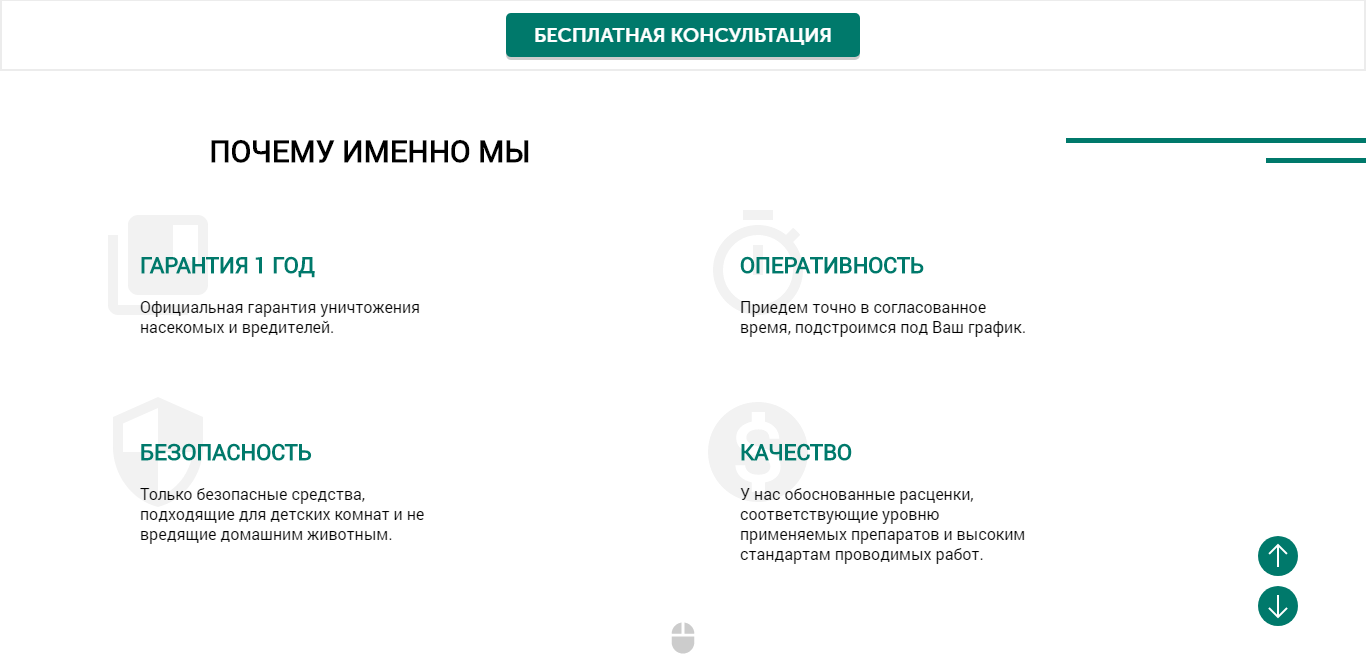 БЕСПЛАТНАЯ КОНСУЛЬТАЦИЯ
ПОЧЕМУ ИМЕННО МЫ
ГАРАНТИЯ 1 ГОД
Официальная гарантия уничтожения
насекомых и вредителей.
ОПЕРАТИВНОСТЬ
Приедем точно в согласованное
время, подстроимся под Ваш график.
БЕЗОПАСНОСТЬ
Только безопасные средства,
подходящие для детских комнат и не
вредящие домашним животным.
КАЧЕСТВО
У нас обоснованные расценки,
соответствующие уровню
применяемых препаратов и высоким
стандартам проводимых работ.